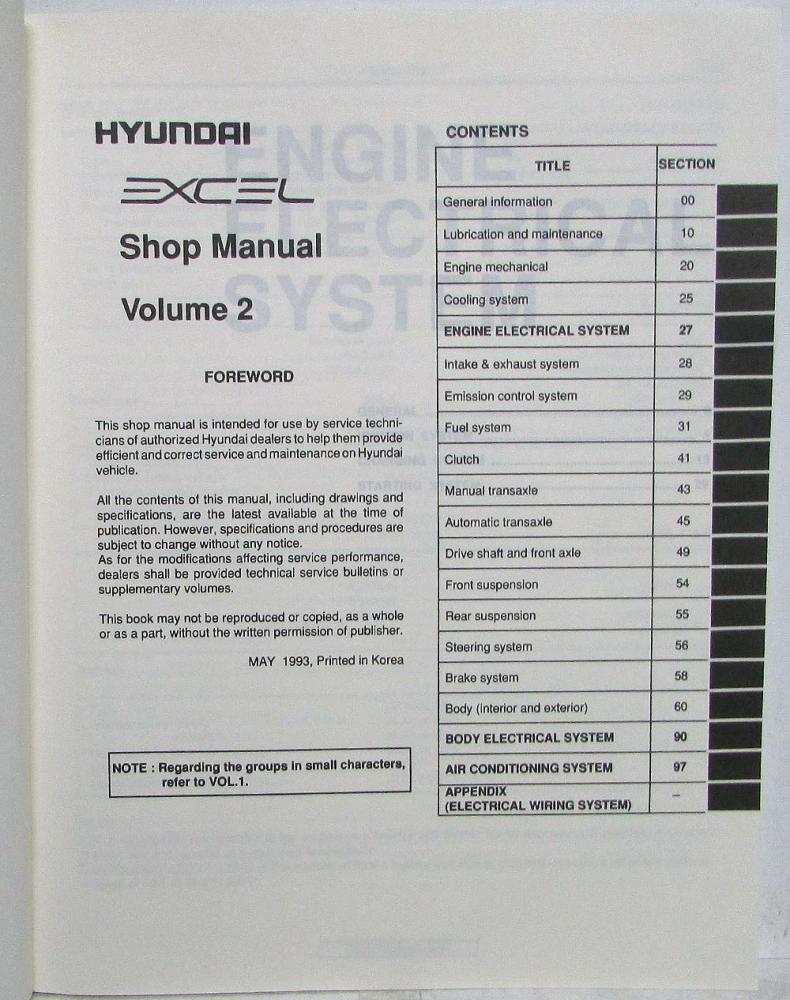 HYUNDAI
EXCEL
Shop Manual
Volume 2
FOREWORD
This shop manual is intended for use by service techni-
cians of authorized Hyundai dealers to help them provide
efficient and correct service and maintenance on Hyundai
vehicle.
All the contents of this manual, including drawings and
specifications, are the latest available at the time of
publication. However, specifications and procedures are
subject to change without any notice.
As for the modifications affecting service performance,
dealers shall be provided technical service bulletins or
supplementary volumes.
This book may not be reproduced or copied, as a whole
or as a part, without the written permission of publisher.
MAY 1993, Printed in Korea
NOTE : Regarding the groups in small characters,
refer to VOL.1.
CONTENTS
TITLE SECTION
General information 00
Lubrication and maintenance 10
Engine mechanical 20
Cooling system 25
ENGINE ELECTRICAL SYSTEM 27
Intake & exhaust system 28
Emission control system 29
Fuel system 31
Clutch 41
Manual transaxle 43
Automatic transaxle 45
Drive shaft and front axle 49
Front suspension 54
Rear suspension 55
Steering system 56
Brake system 58
Body (Interior and exterior) 60
BODY ELECTRICAL SYSTEM 90
AIR CONDITIONING SYSTEM 97
APPENDIX
(ELECTRICAL WIRING SYSTEM) –
ENGINE
ELECTRICAL
SYSTEM
GENERAL
STARTING